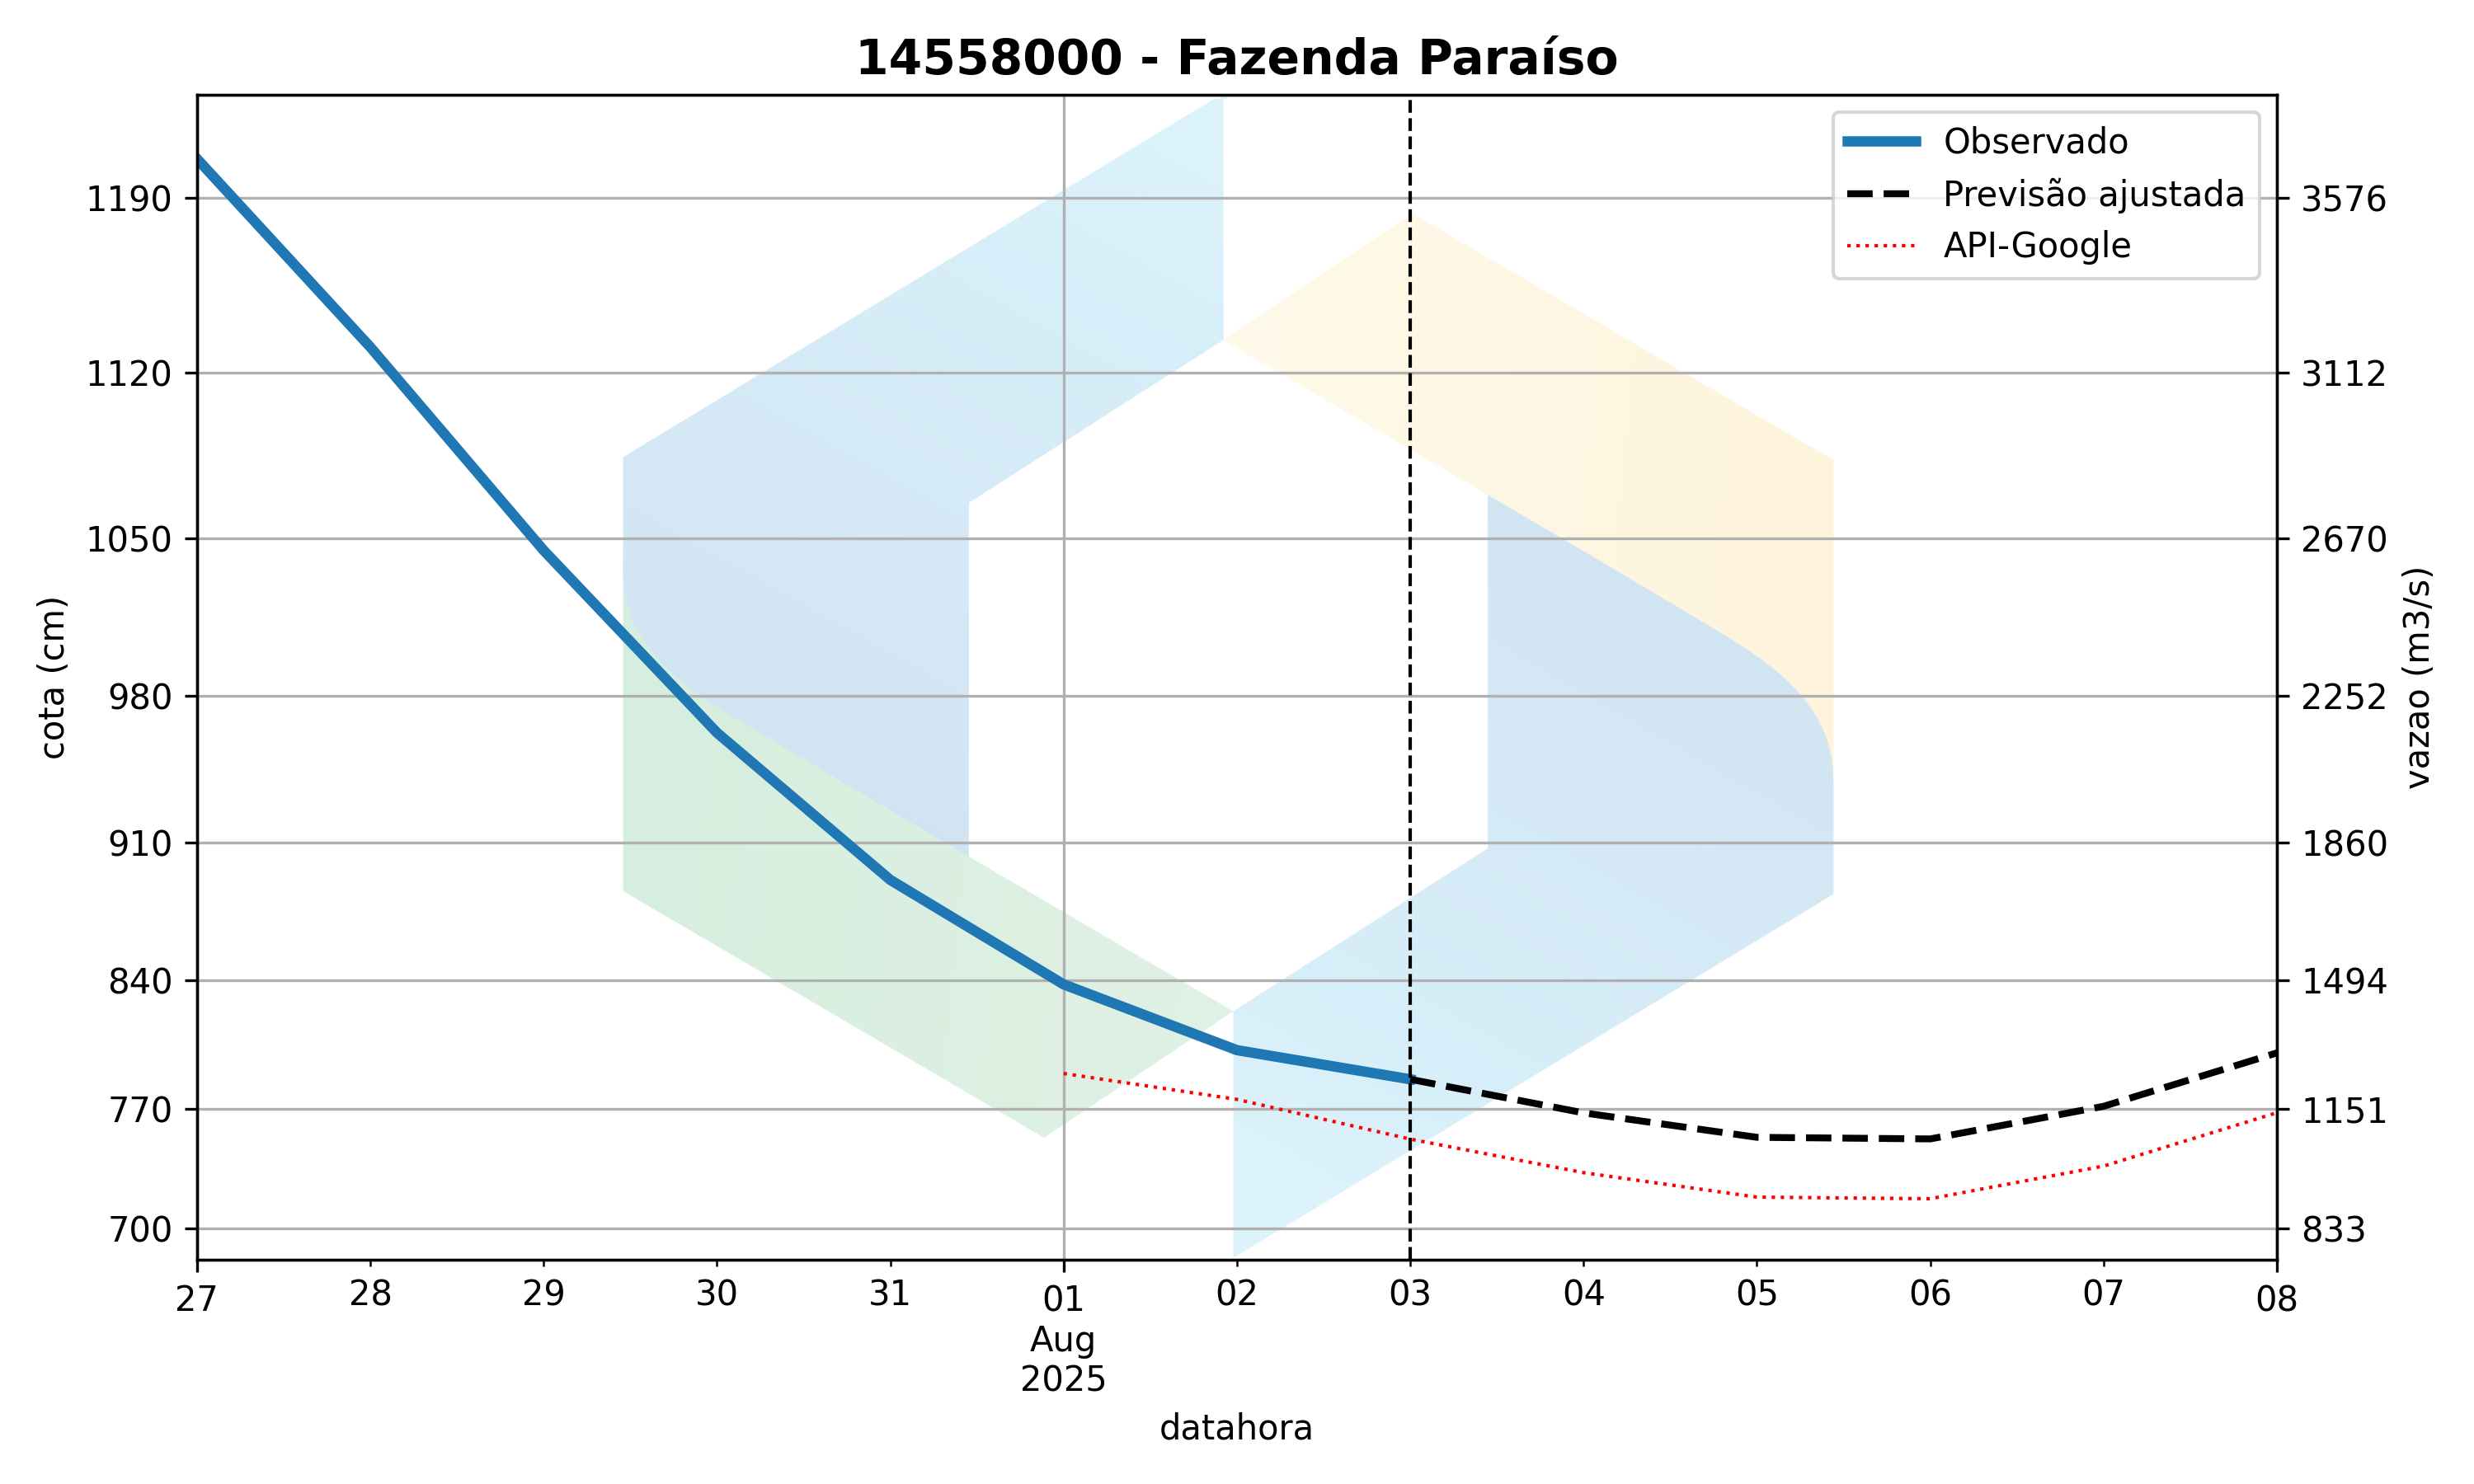 14558000 - Fazenda Paraíso
Observado
Previsão ajustada
API-Google
1190
1120
1050
980
910
840
770
700
cota (cm)
3576
3112
2670
2252
1860
1494
1151
833
vazao (m3/s)
27 28 29 30 31 01 02 03 04 05 06 07 08
Aug
2025
datahora